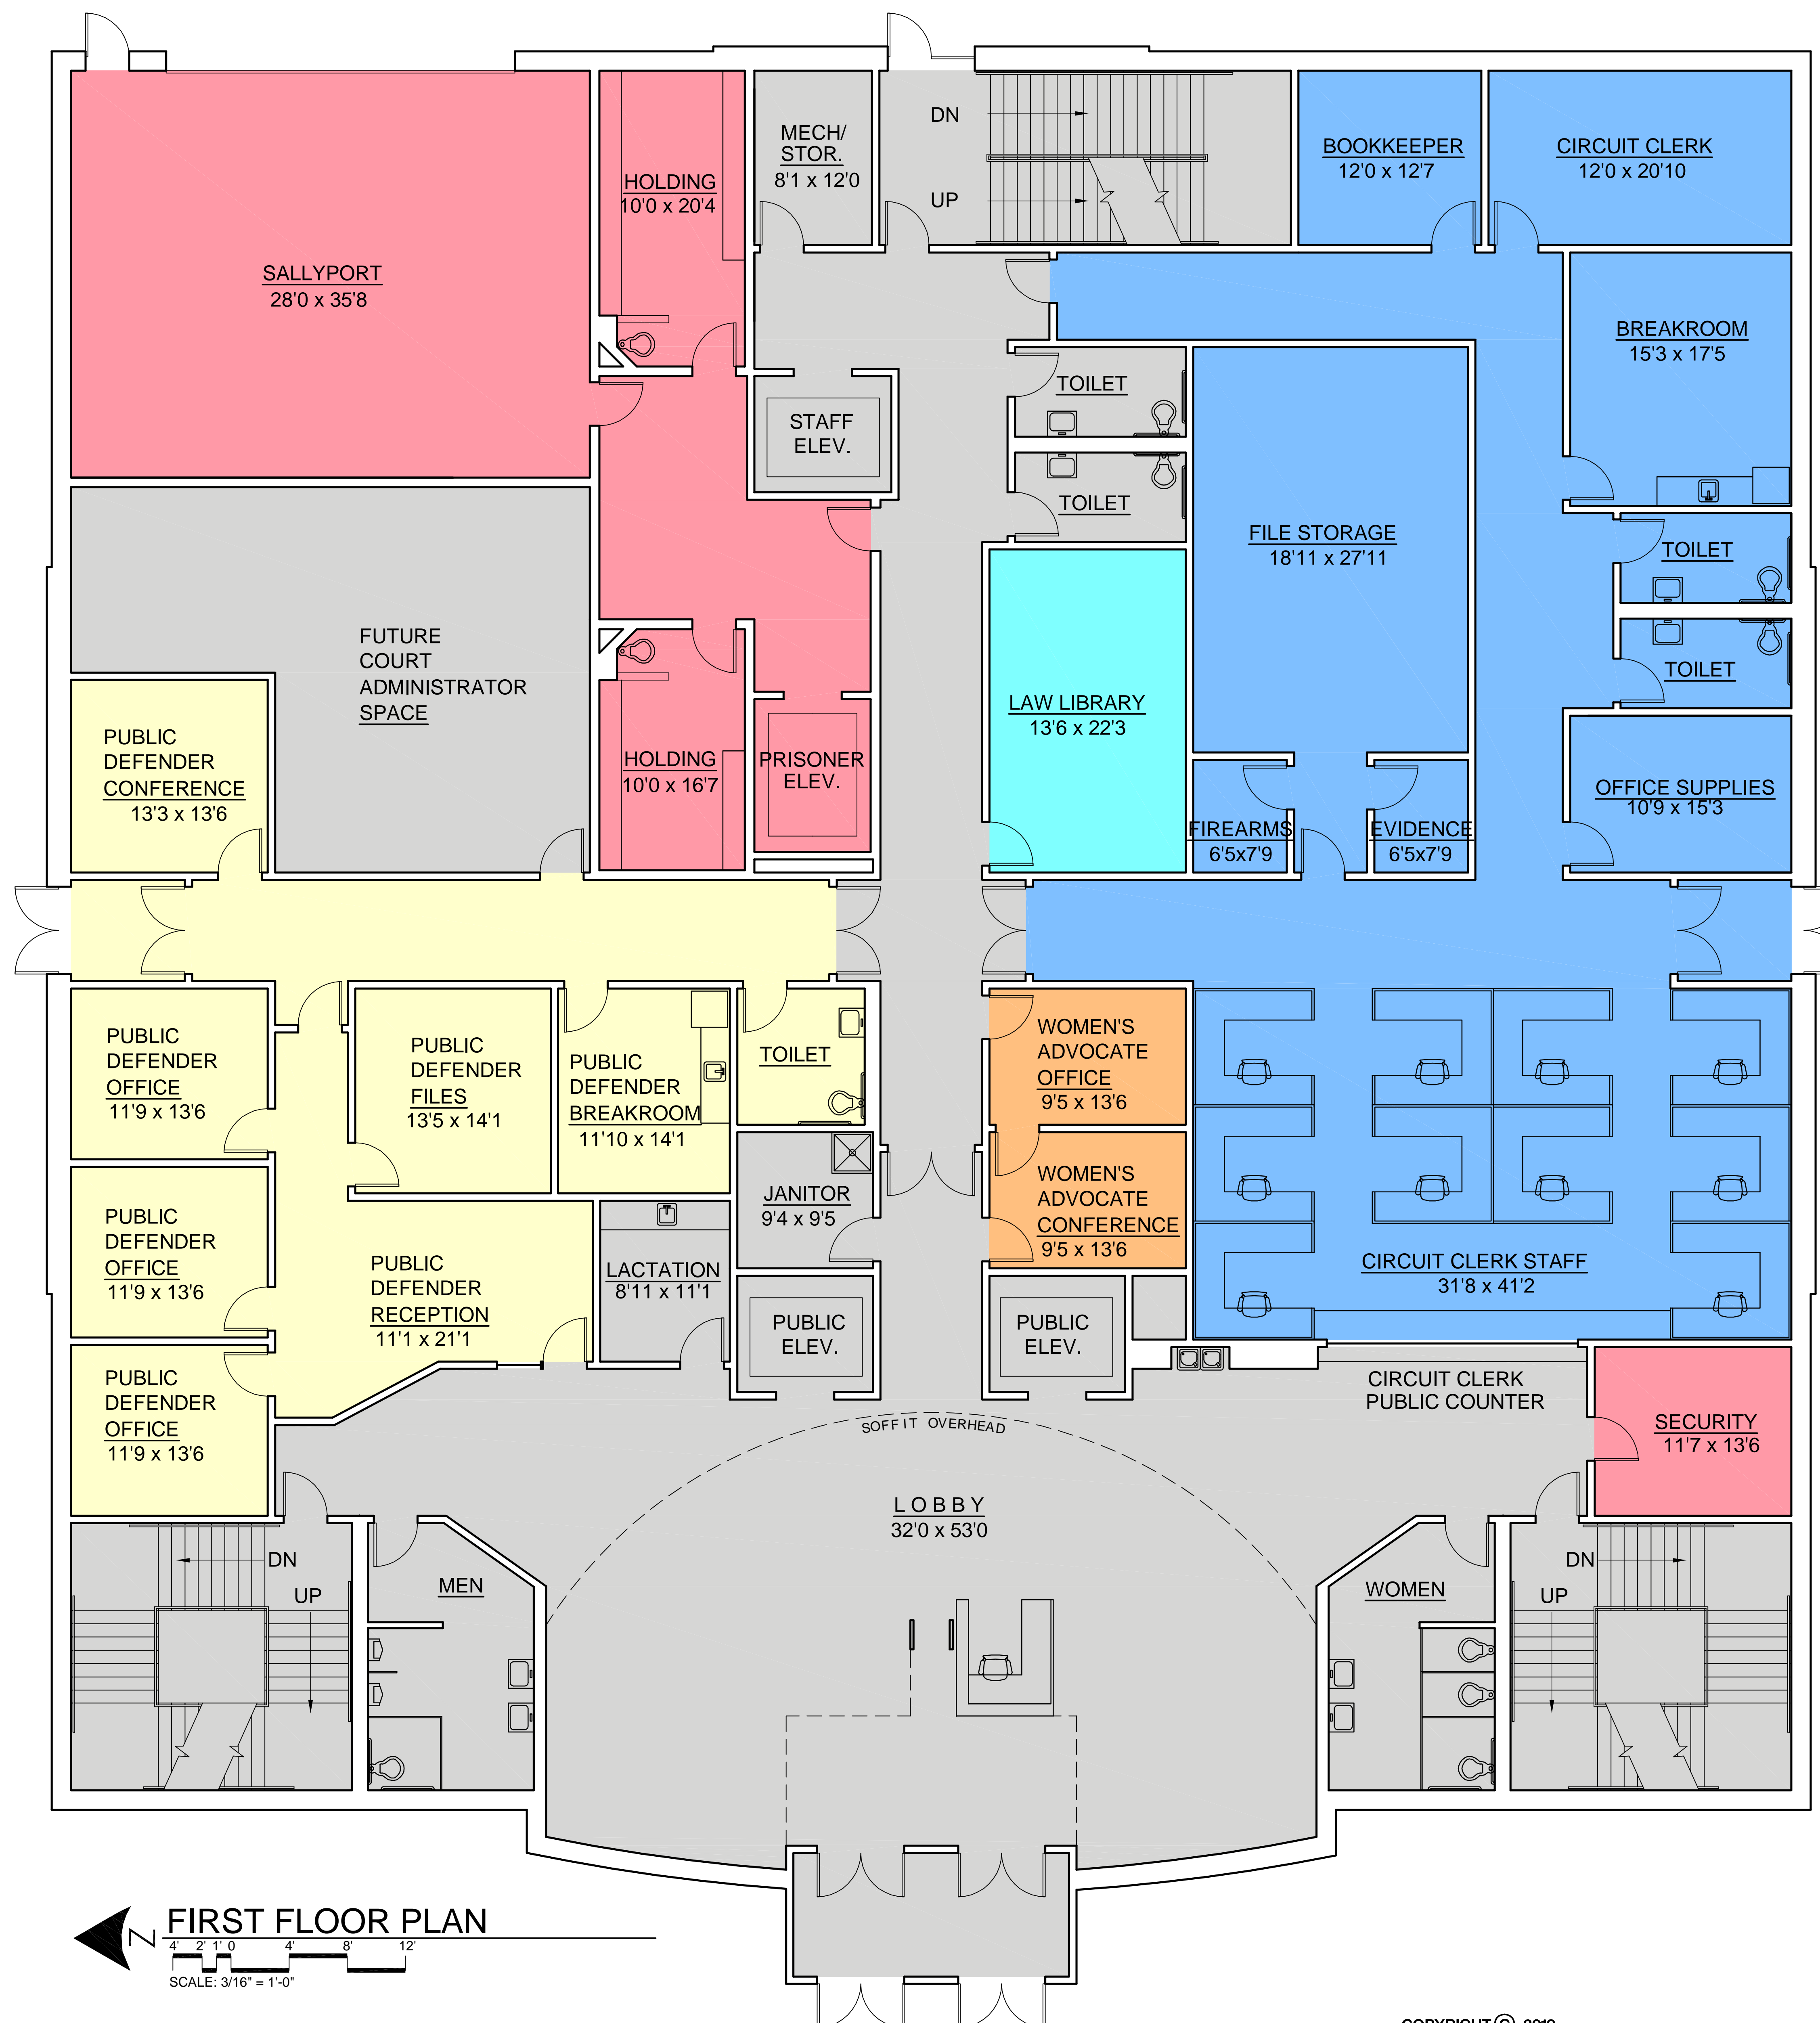 DN
UP
MECH/
STOR.
8'1 x 12'0
BOOKKEEPER
12'0 x 12'7
CIRCUIT CLERK
12'0 x 20'10
HOLDING
10'0 x 20'4
SALLYPORT
28'0 x 35'8
BREAKROOM
15'3 x 17'5
TOILET
STAFF
ELEV.
TOILET
FILE STORAGE
18'11 x 27'11
TOILET
FUTURE
COURT
ADMINISTRATOR
SPACE
TOILET
LAW LIBRARY
13'6 x 22'3
PUBLIC
DEFENDER
CONFERENCE
13'3 x 13'6
HOLDING
10'0 x 16'7
PRISONER
ELEV.
OFFICE SUPPLIES
10'9 x 15'3
FIREARMS
6'5x7'9
EVIDENCE
6'5x7'9
PUBLIC
DEFENDER
OFFICE
11'9 x 13'6
PUBLIC
DEFENDER
FILES
13'5 x 14'1
PUBLIC
DEFENDER
BREAKROOM
11'10 x 14'1
TOILET
WOMEN'S
ADVOCATE
OFFICE
9'5 x 13'6
JANITOR
9'4 x 9'5
WOMEN'S
ADVOCATE
CONFERENCE
9'5 x 13'6
PUBLIC
DEFENDER
OFFICE
11'9 x 13'6
PUBLIC
DEFENDER
RECEPTION
11'1 x 21'1
LACTATION
8'11 x 11'1
CIRCUIT CLERK STAFF
31'8 x 41'2
PUBLIC
ELEV.
PUBLIC
ELEV.
PUBLIC
DEFENDER
OFFICE
11'9 x 13'6
CIRCUIT CLERK
PUBLIC COUNTER
SOFFIT OVERHEAD
SECURITY
11'7 x 13'6
LOBBY
32'0 x 53'0
DN
UP
MEN
WOMEN
DN
UP
N
FIRST FLOOR PLAN
4' 2' 1' 0 4' 8' 12'
SCALE: 3/16" = 1'-0"
COPYRIGHT © 2019